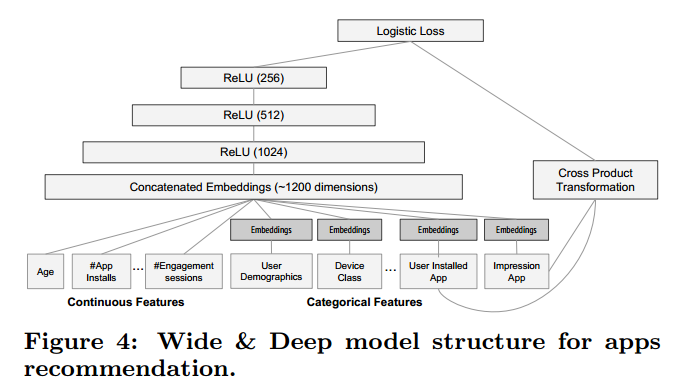 Logistic Loss
ReLU (256)
ReLU (512)
ReLU (1024)
Concatenated Embeddings (~1200 dimensions)
Cross Product
Transformation
Embeddings
Embeddings
Embeddings
Embeddings
Age
#App
Installs
...
#Engagement
sessions
User
Demographics
Device
Class
...
User Installed
App
Impression
App
Continuous Features
Categorical Features
Figure 4: Wide & Deep model structure for apps
recommendation.